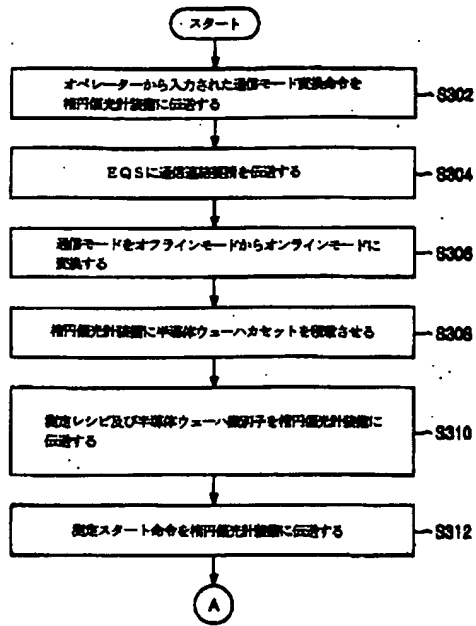 スタート
オペレーターから入力された通信モード変換命令を
楕円偏光計装備に伝送する
S302
EQSに通信連結要請を伝送する
S304
通信モードをオフラインモードからオンラインモードに
変換する
S306
楕円偏光計装備に半導体ウェーハカセットを積載させる
S308
測定レシピ及び半導体ウェーハ識別子を楕円偏光計装備に
伝送する
S310
測定スタート命令を楕円偏光計装備に伝送する
S312
A